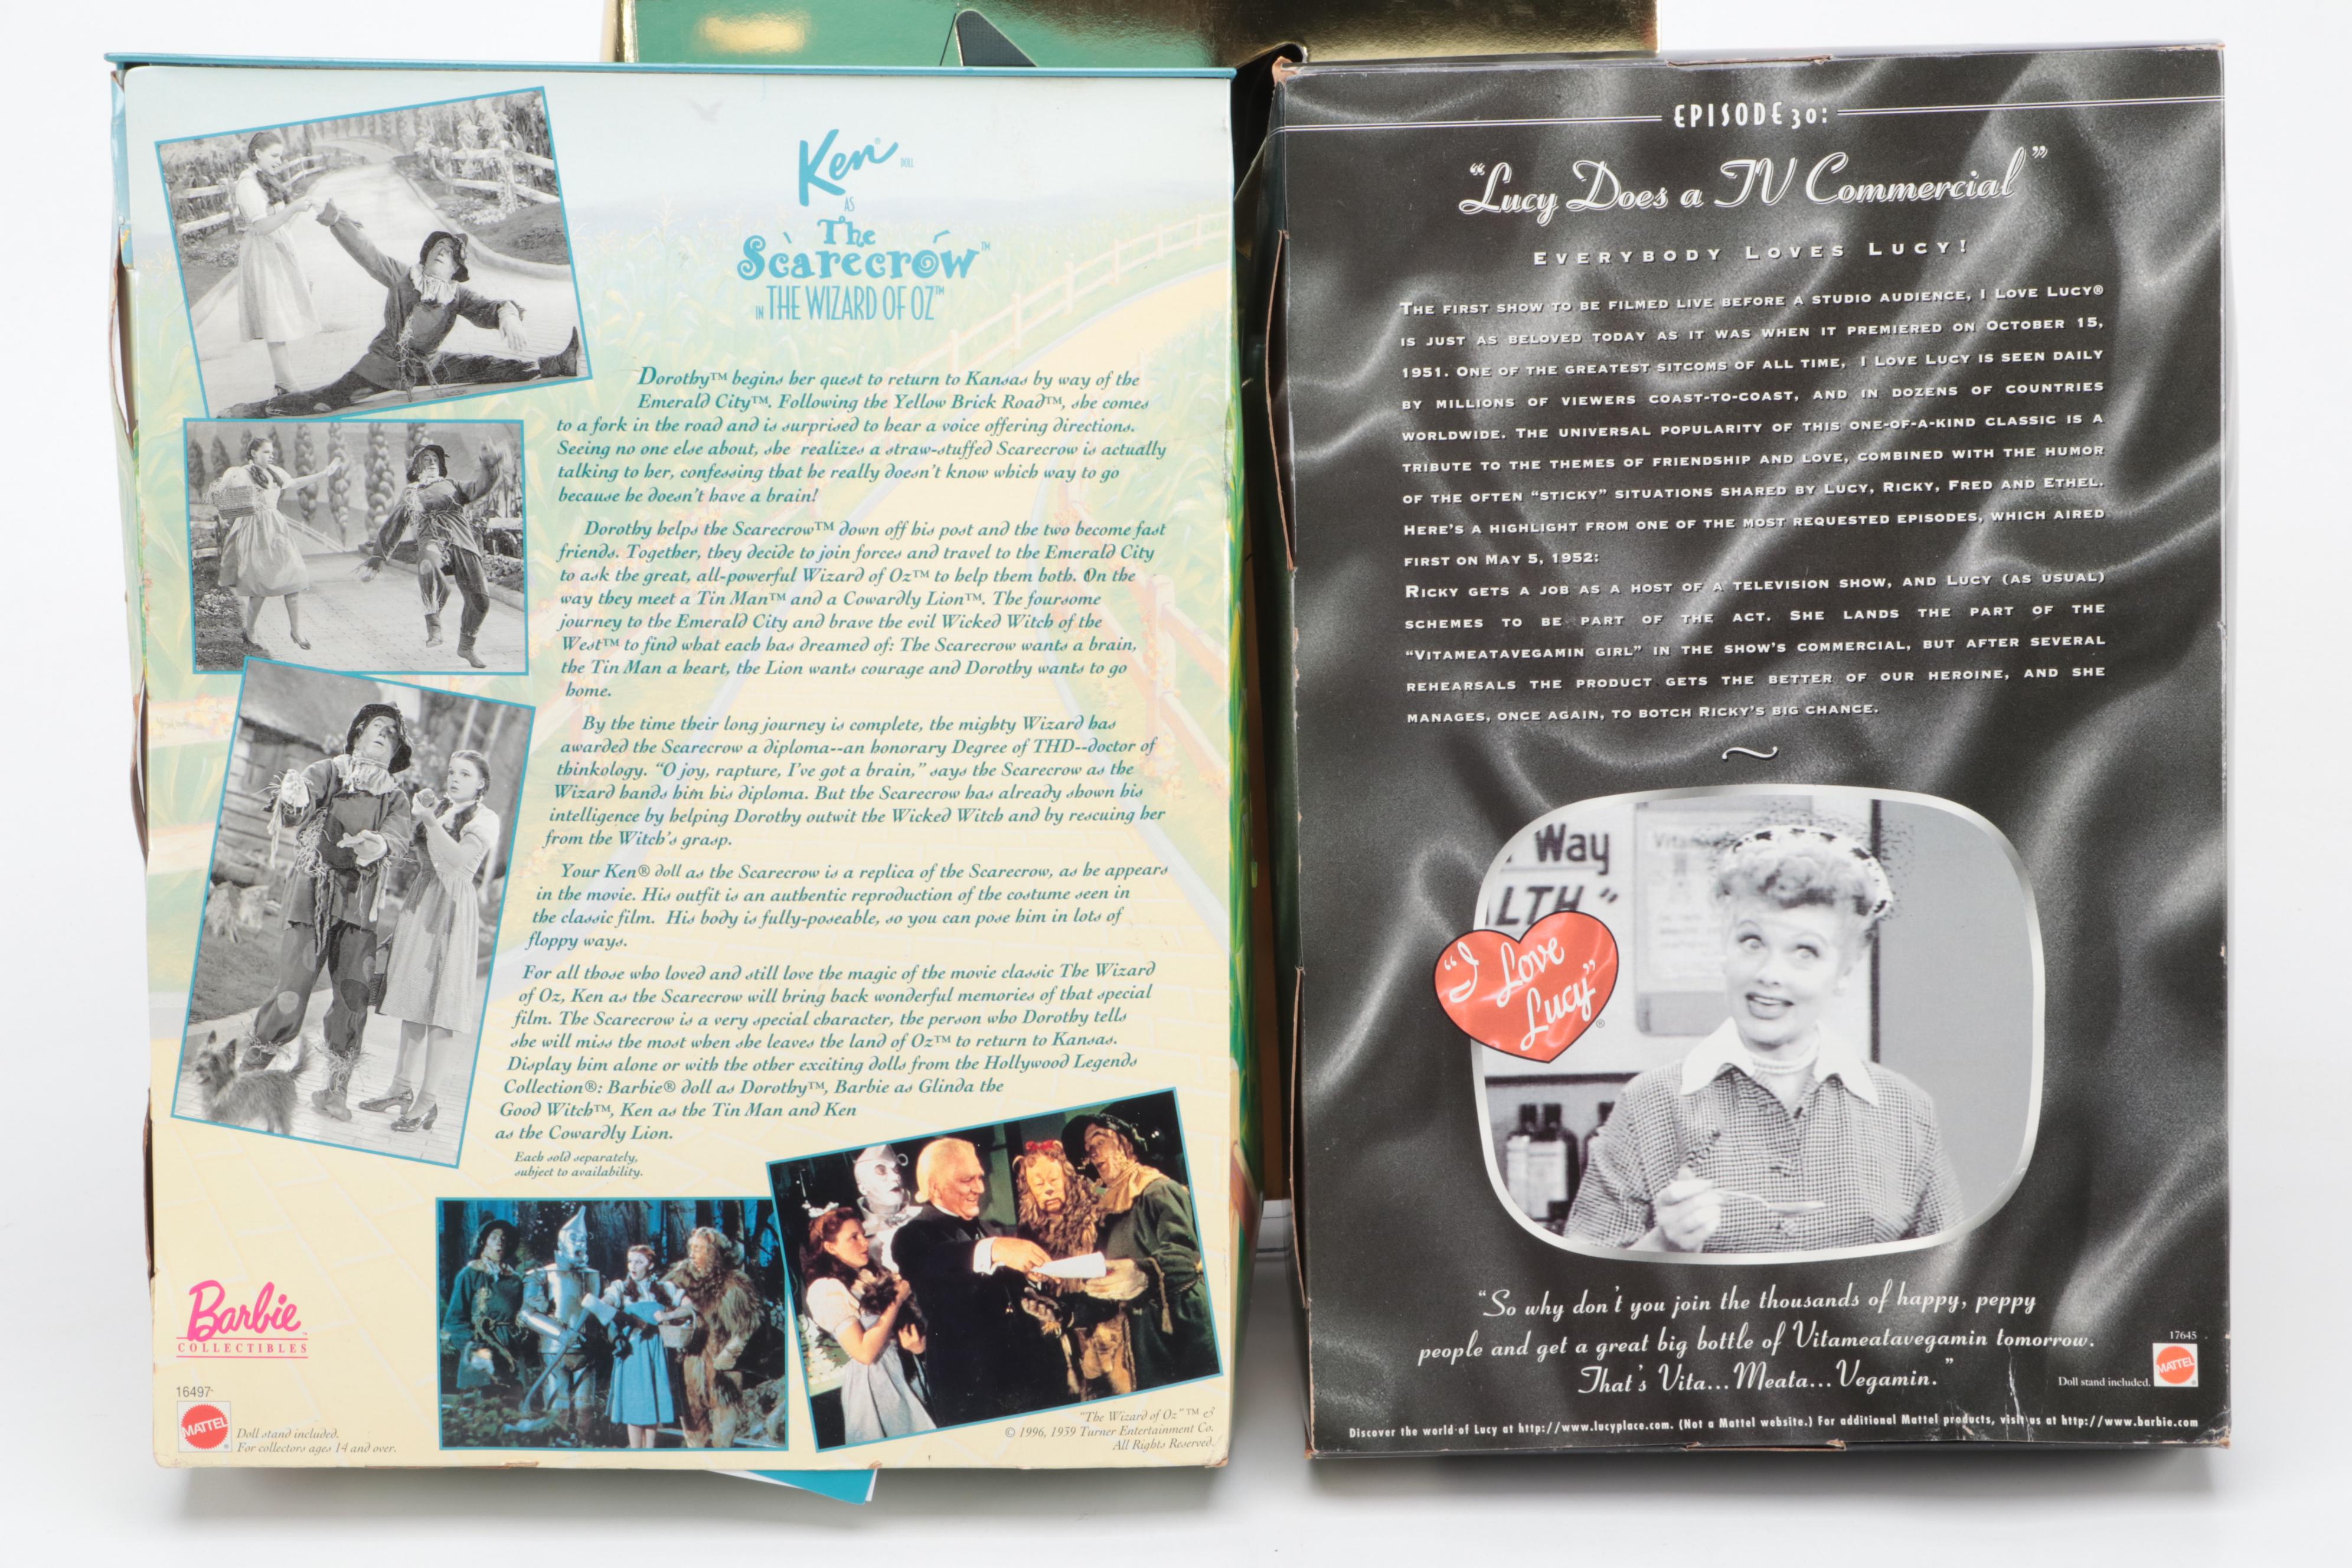 Ken® DOLL
AS
The
Scarecrow™
IN THE WIZARD OF OZ™
Dorothy™ begins her quest to return to Kansas by way of the
Emerald City™. Following the Yellow Brick Road™, she comes
to a fork in the road and is surprised to hear a voice offering directions.
Seeing no one else about, she realizes a straw-stuffed Scarecrow is actually
talking to her, confessing that he really doesn't know which way to go
because he doesn't have a brain!
Dorothy helps the Scarecrow™ down off his post and the two become fast
friends. Together, they decide to join forces and travel to the Emerald City
to ask the great, all-powerful Wizard of Oz™ to help them both. On the
way they meet a Tin Man™ and a Cowardly Lion™. The foursome
journey to the Emerald City and brave the evil Wicked Witch of the
West™ to find what each has dreamed of: The Scarecrow wants a brain,
the Tin Man a heart, the Lion wants courage and Dorothy wants to go
home.
By the time their long journey is complete, the mighty Wizard has
awarded the Scarecrow a diploma--an honorary Degree of THD--doctor of
thinkology. "O joy, rapture, I've got a brain," says the Scarecrow as the
Wizard hands him his diploma. But the Scarecrow has already shown his
intelligence by helping Dorothy outwit the Wicked Witch and by rescuing her
from the Witch's grasp.
Your Ken® doll as the Scarecrow is a replica of the Scarecrow, as he appears
in the movie. His outfit is an authentic reproduction of the costume seen in
the classic film. His body is fully-poseable, so you can pose him in lots of
floppy ways.
For all those who loved and still love the magic of the movie classic The Wizard
of Oz, Ken as the Scarecrow will bring back wonderful memories of that special
film. The Scarecrow is a very special character, the person who Dorothy tells
she will miss the most when she leaves the land of Oz™ to return to Kansas.
Display him alone or with the other exciting dolls from the Hollywood Legends
Collection®: Barbie® doll as Dorothy™, Barbie as Glinda the
Good Witch™, Ken as the Tin Man and Ken
as the Cowardly Lion.
Each sold separately,
subject to availability.
Barbie™
COLLECTIBLES
16497
MATTEL®
Doll stand included.
For collectors ages 14 and over.
"The Wizard of Oz" ™ &
© 1996, 1939 Turner Entertainment Co.
All Rights Reserved.
EPISODE 30:
"Lucy Does a TV Commercial"
EVERYBODY LOVES LUCY!
THE FIRST SHOW TO BE FILMED LIVE BEFORE A STUDIO AUDIENCE, I LOVE LUCY®
IS JUST AS BELOVED TODAY AS IT WAS WHEN IT PREMIERED ON OCTOBER 15,
1951. ONE OF THE GREATEST SITCOMS OF ALL TIME, I LOVE LUCY IS SEEN DAILY
BY MILLIONS OF VIEWERS COAST-TO-COAST, AND IN DOZENS OF COUNTRIES
WORLDWIDE. THE UNIVERSAL POPULARITY OF THIS ONE-OF-A-KIND CLASSIC IS A
TRIBUTE TO THE THEMES OF FRIENDSHIP AND LOVE, COMBINED WITH THE HUMOR
OF THE OFTEN "STICKY" SITUATIONS SHARED BY LUCY, RICKY, FRED AND ETHEL.
HERE'S A HIGHLIGHT FROM ONE OF THE MOST REQUESTED EPISODES, WHICH AIRED
FIRST ON MAY 5, 1952:
RICKY GETS A JOB AS A HOST OF A TELEVISION SHOW, AND LUCY (AS USUAL)
SCHEMES TO BE PART OF THE ACT. SHE LANDS THE PART OF THE
"VITAMEATAVEGAMIN GIRL" IN THE SHOW'S COMMERCIAL, BUT AFTER SEVERAL
REHEARSALS THE PRODUCT GETS THE BETTER OF OUR HEROINE, AND SHE
MANAGES, ONCE AGAIN, TO BOTCH RICKY'S BIG CHANCE.
Way
LTH"
"I Love Lucy"®
"So why don't you join the thousands of happy, peppy
people and get a great big bottle of Vitameatavegamin tomorrow.
That's Vita...Meata...Vegamin."
17645
MATTEL®
Doll stand included.
Discover the world of Lucy at http://www.lucyplace.com. (Not a Mattel website.) For additional Mattel products, visit us at http://www.barbie.com